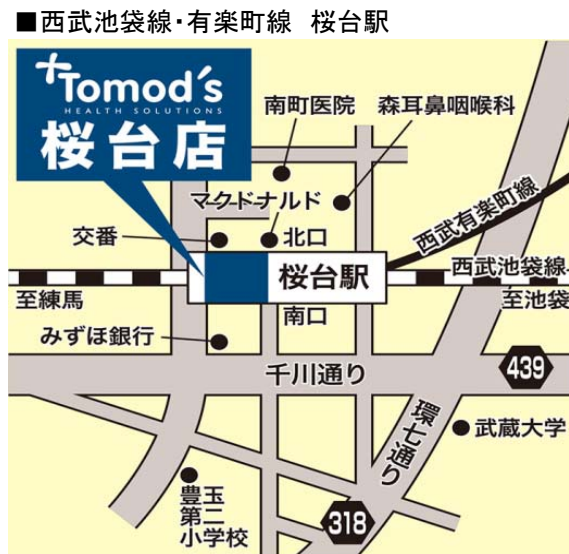 ■西武池袋線・有楽町線　桜台駅
+Tomod's
HEALTH SOLUTIONS
桜台店
南町医院
森耳鼻咽喉科
マクドナルド
交番
北口
西武有楽町線
桜台駅
西武池袋線
至練馬
至池袋
南口
みずほ銀行
千川通り
439
環七通り
武蔵大学
豊玉
第二
小学校
318